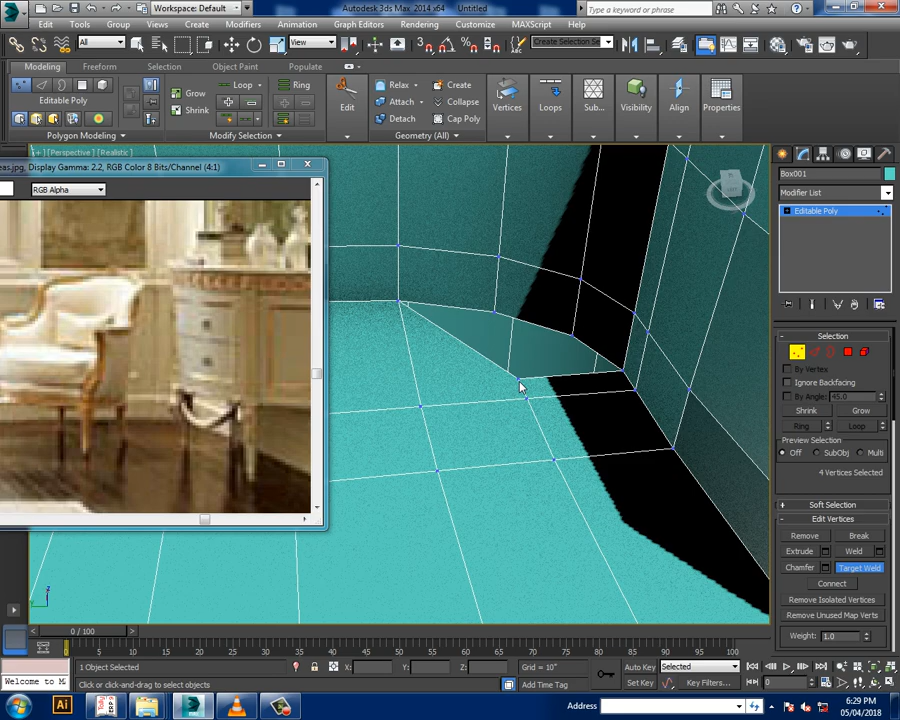 Workspace: Default
Autodesk 3ds Max 2014 x64 Untitled
Type a keyword or phrase
Edit Tools Group Views Create Modifiers Animation Graph Editors Rendering Customize MAXScript Help
All
View
Create Selection Se
Modeling Freeform Selection Object Paint Populate
Editable Poly
Polygon Modeling
Grow
Shrink
Loop
Ring
Modify Selection
Edit
Relax
Create
Attach
Collapse
Detach
Cap Poly
Geometry (All)
Vertices
Loops
Sub...
Visibility
Align
Properties
+ ] [Perspective ] [Realistic ]
eas.jpg, Display Gamma: 2.2, RGB Color 8 Bits/Channel (4:1)
RGB Alpha
Box001
Modifier List
Editable Poly
Selection
By Vertex
Ignore Backfacing
By Angle: 45.0
Shrink Grow
Ring Loop
Preview Selection
Off SubObj Multi
4 Vertices Selected
Soft Selection
Edit Vertices
Remove Break
Extrude Weld
Chamfer Target Weld
Connect
Remove Isolated Vertices
Remove Unused Map Verts
Weight: 1.0
0 / 100
0 5 10 15 20 25 30 35 40 45 50 55 60 65 70 75 80 85 90 95 100
1 Object Selected
X: Y: Z: Grid = 10"
Auto Key Selected
Welcome to M
Click or click-and-drag to select objects
Add Time Tag
Set Key Key Filters...
0
Address
6:29 PM
05/04/2018